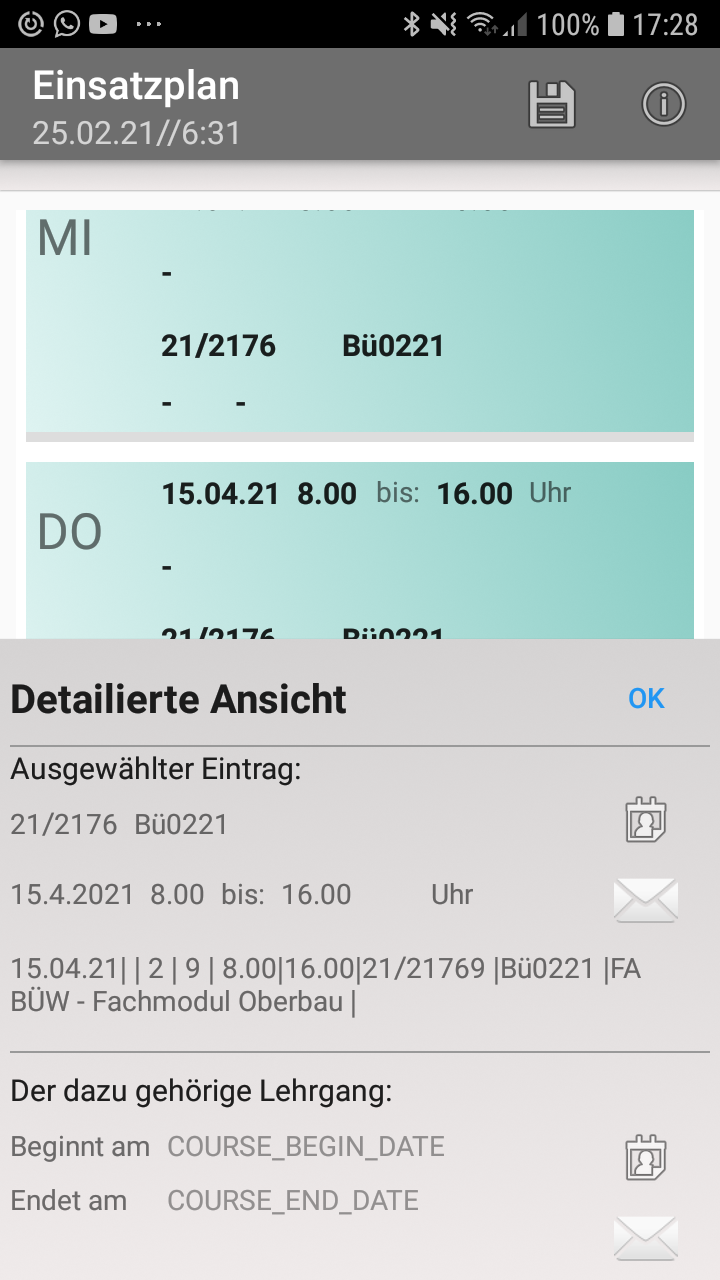 100% 17:28
Einsatzplan
25.02.21//6:31
MI
-
21/2176 Bü0221
- -
15.04.21 8.00 bis: 16.00 Uhr
DO
-
21/2176 Bü0221
Detailierte Ansicht OK
Ausgewählter Eintrag:
21/2176 Bü0221
15.4.2021 8.00 bis: 16.00 Uhr
15.04.21| | 2 | 9 | 8.00|16.00|21/21769 |Bü0221 |FA
BÜW - Fachmodul Oberbau |
Der dazu gehörige Lehrgang:
Beginnt am COURSE_BEGIN_DATE
Endet am COURSE_END_DATE